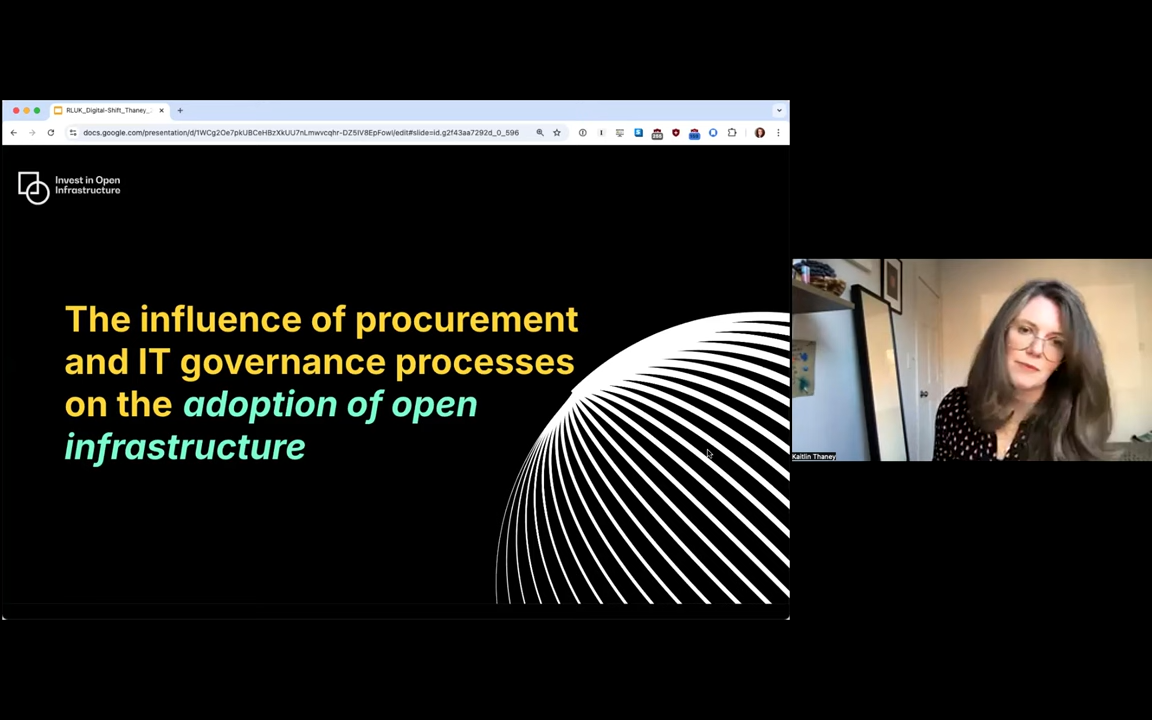 RLUK_Digital-Shift_Thaney_
docs.google.com/presentation/d/1WCg2Oe7pkUBCeHBzXkUU7nLmwvcqhr-DZ5IV8EpFowI/edit#slide=id.g2f43aa7292d_0_596
Invest in Open
Infrastructure
The influence of procurement
and IT governance processes
on the adoption of open
infrastructure
Kaitlin Thaney